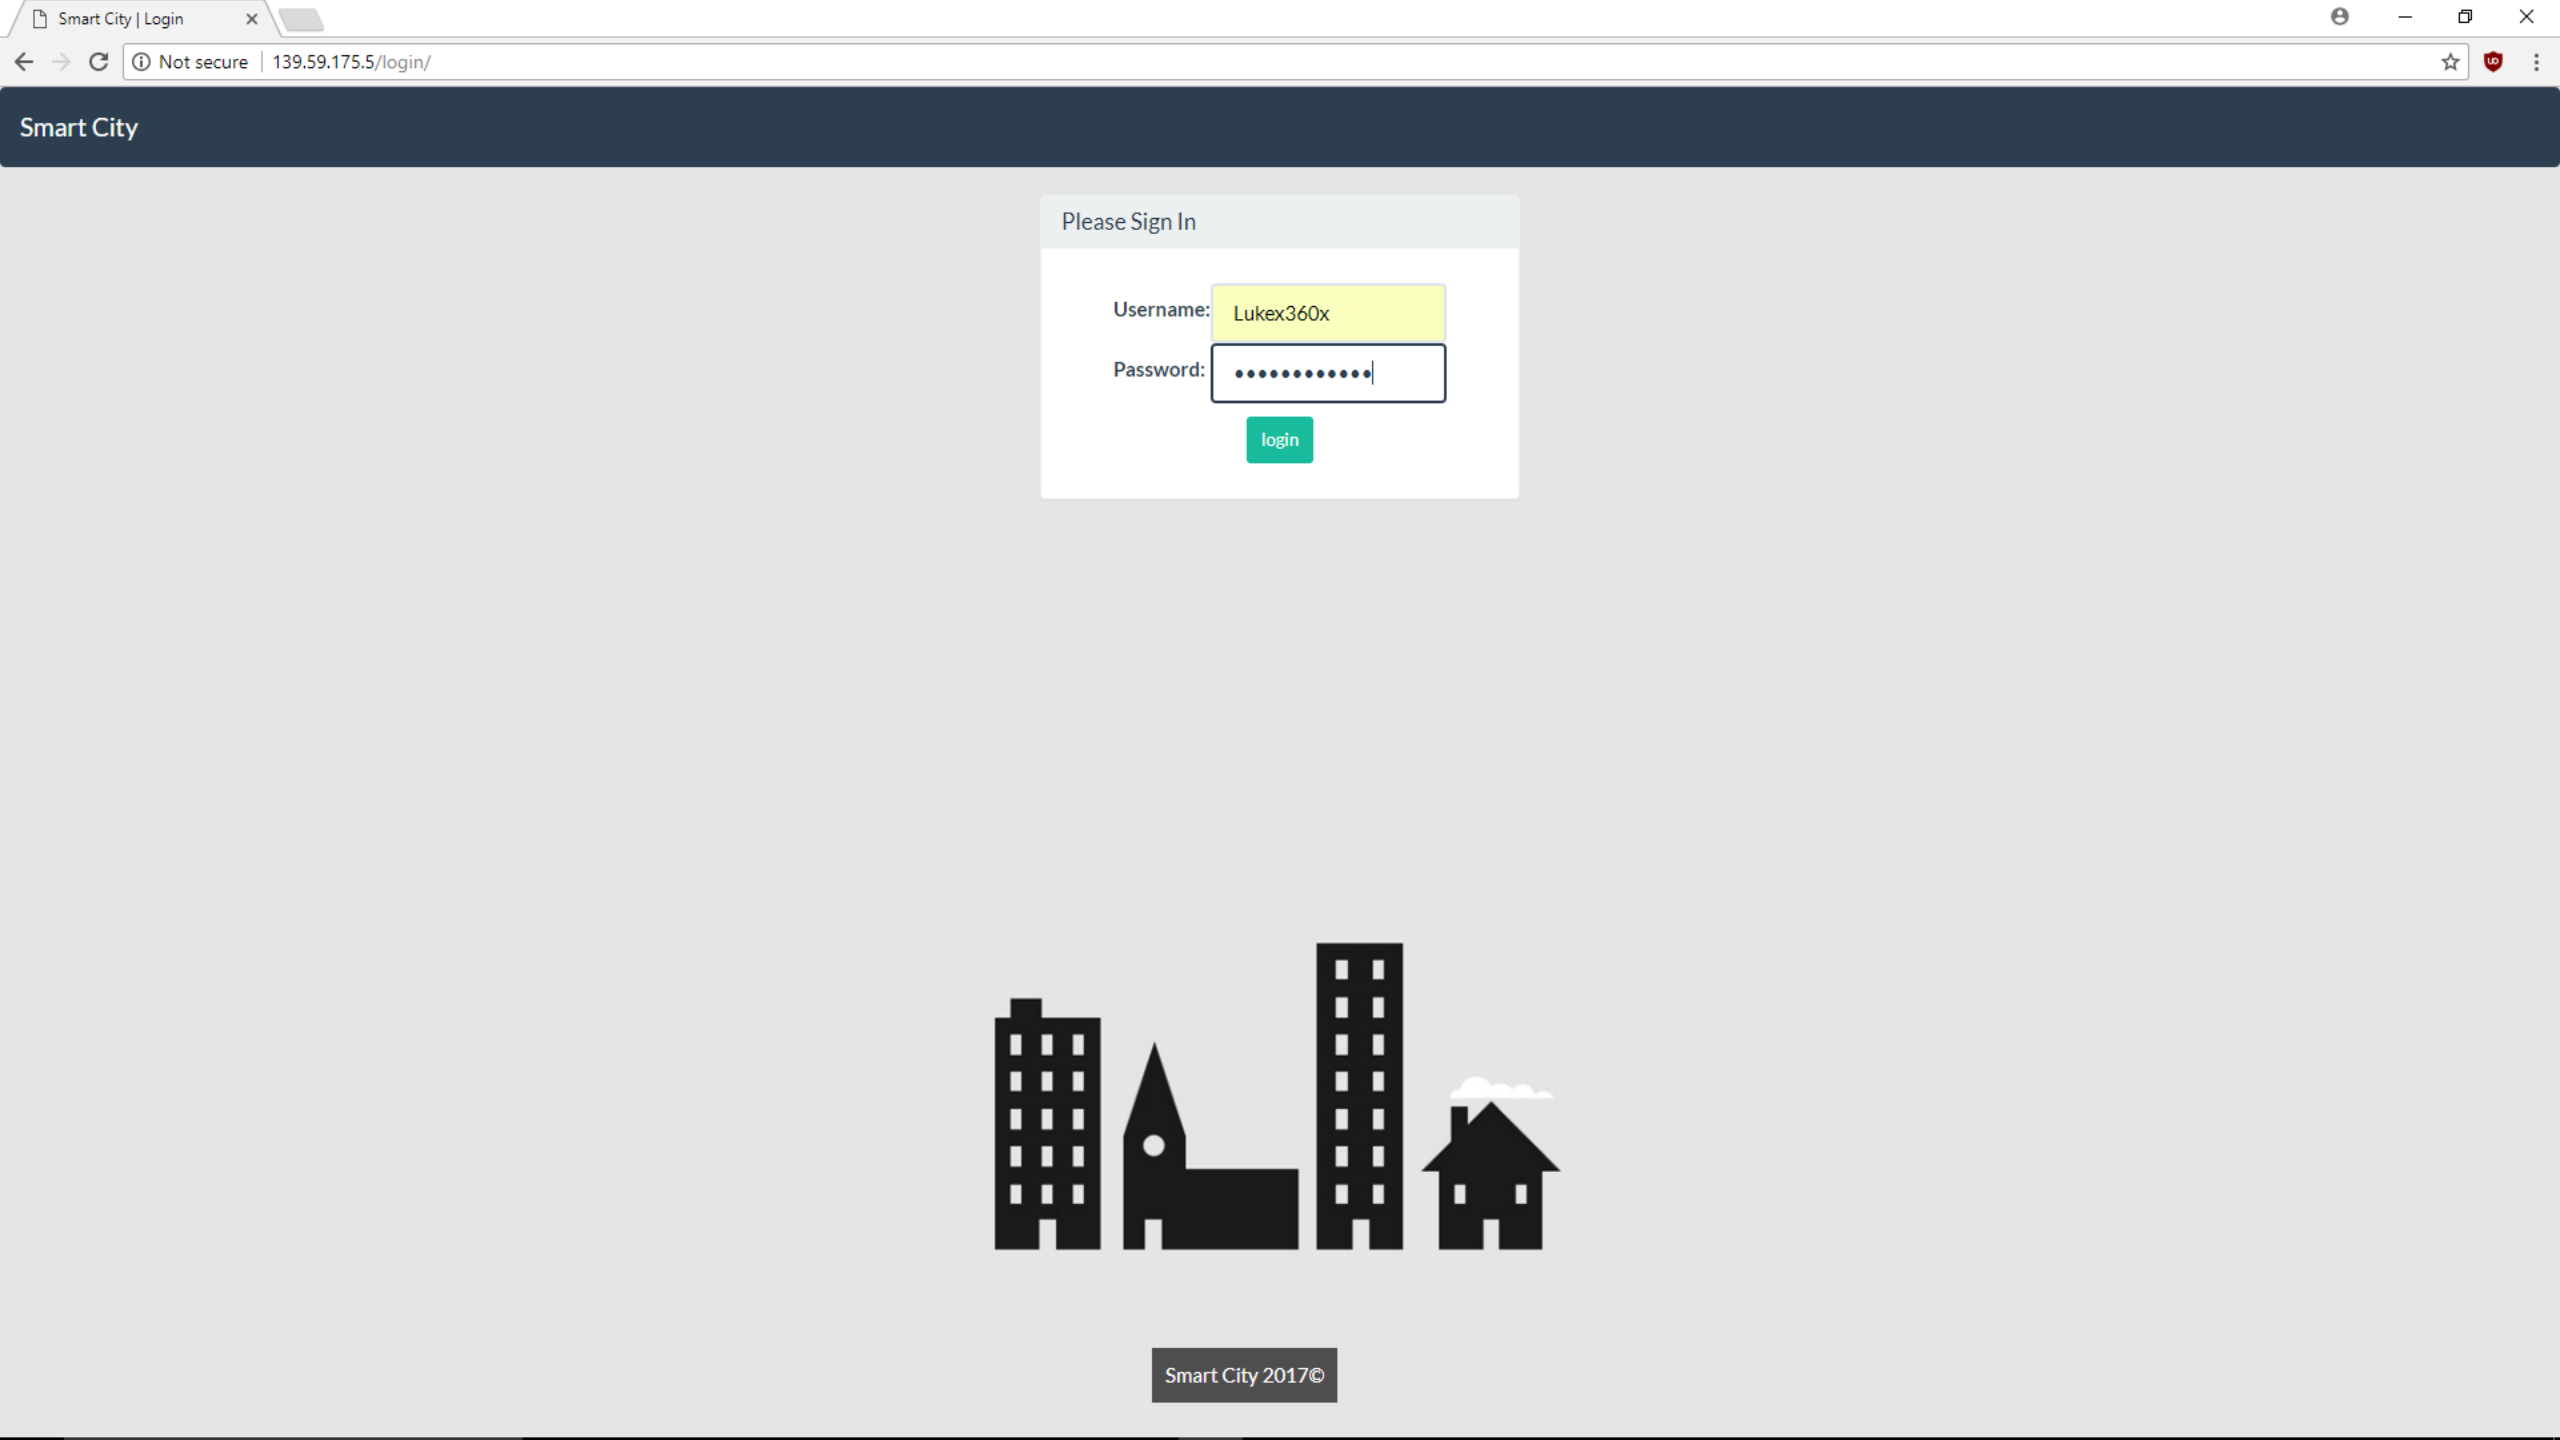 Smart City | Login
Not secure | 139.59.175.5/login/
Smart City
Please Sign In
Username: Lukex360x
Password: ••••••••••••
login
Smart City 2017©